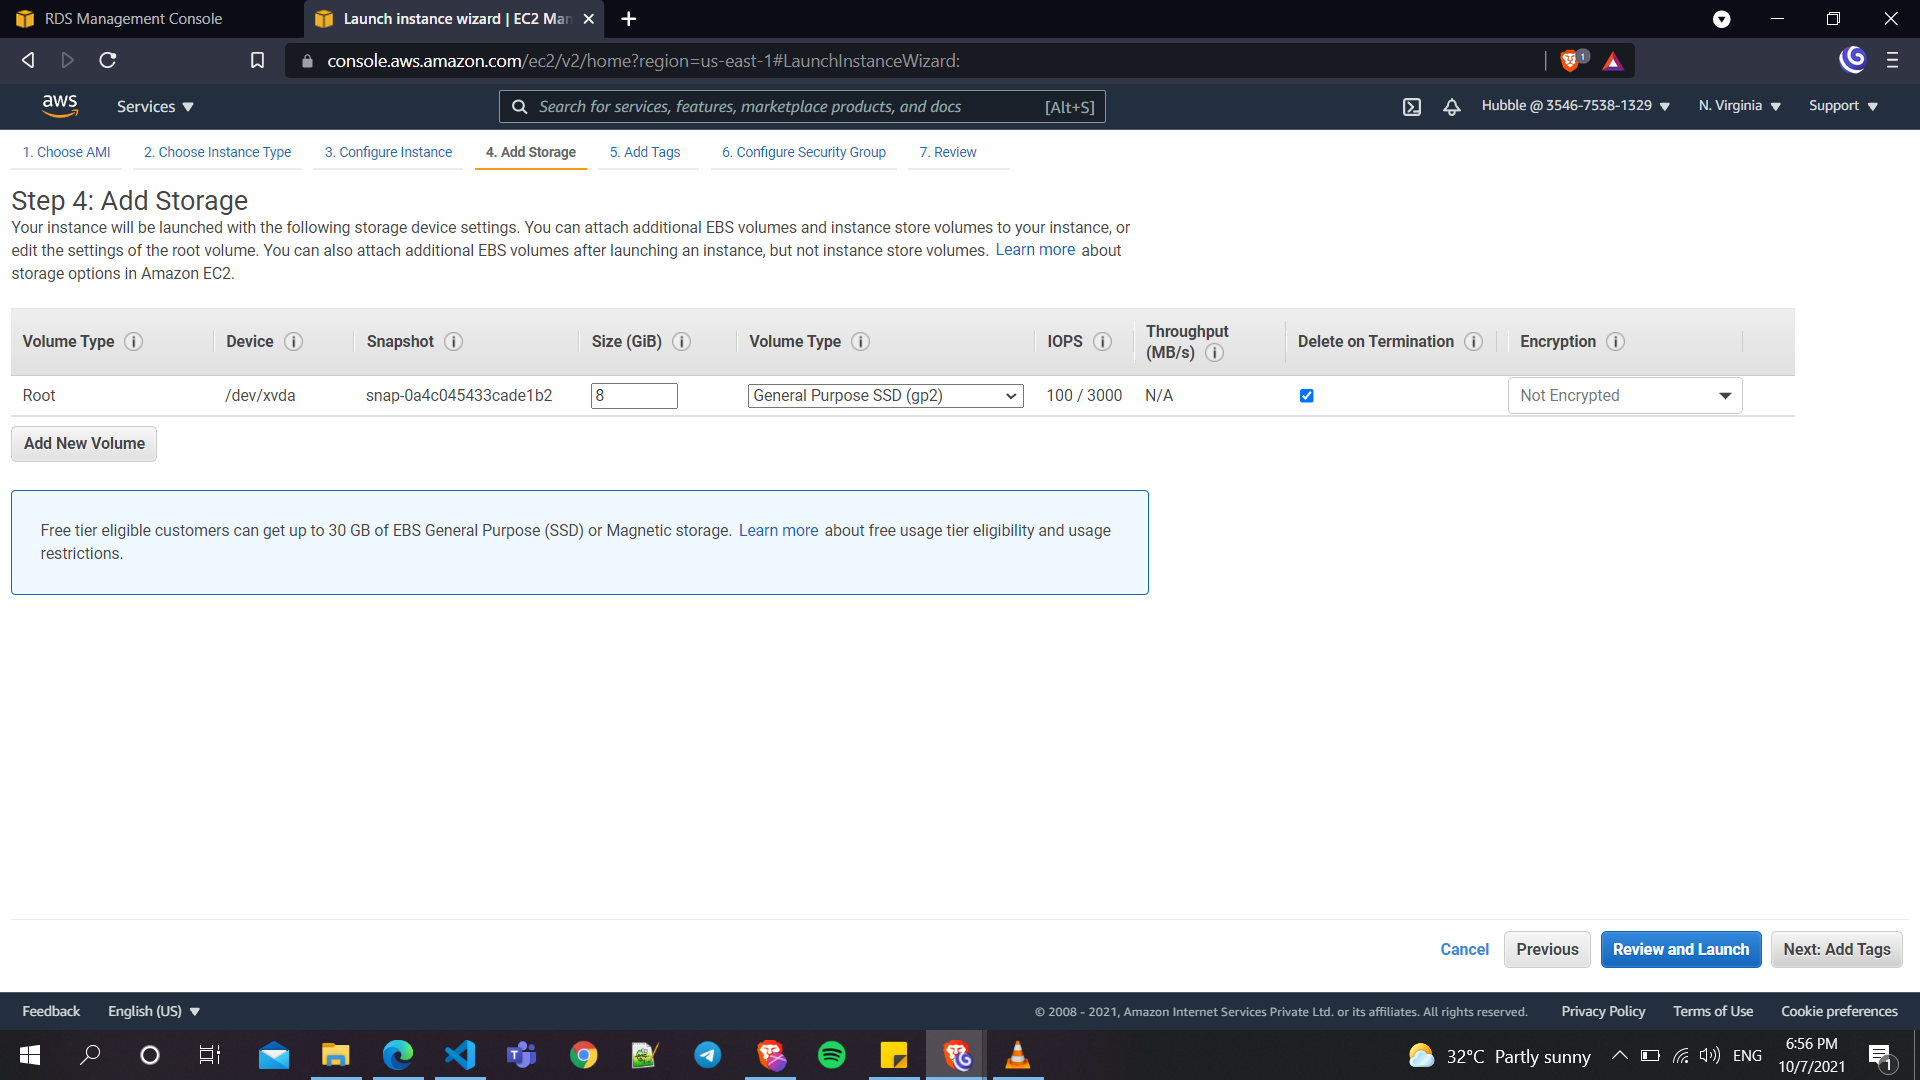 RDS Management Console
Launch instance wizard | EC2 Man
console.aws.amazon.com/ec2/v2/home?region=us-east-1#LaunchInstanceWizard:
1
aws
Services
Search for services, features, marketplace products, and docs [Alt+S]
Hubble @ 3546-7538-1329
N. Virginia
Support
1. Choose AMI
2. Choose Instance Type
3. Configure Instance
4. Add Storage
5. Add Tags
6. Configure Security Group
7. Review
Step 4: Add Storage
Your instance will be launched with the following storage device settings. You can attach additional EBS volumes and instance store volumes to your instance, or
edit the settings of the root volume. You can also attach additional EBS volumes after launching an instance, but not instance store volumes. Learn more about
storage options in Amazon EC2.
Volume Type
Device
Snapshot
Size (GiB)
Volume Type
IOPS
Throughput
(MB/s)
Delete on Termination
Encryption
Root
/dev/xvda
snap-0a4c045433cade1b2
8
General Purpose SSD (gp2)
100 / 3000
N/A
Not Encrypted
Add New Volume
Free tier eligible customers can get up to 30 GB of EBS General Purpose (SSD) or Magnetic storage. Learn more about free usage tier eligibility and usage
restrictions.
Cancel
Previous
Review and Launch
Next: Add Tags
Feedback
English (US)
© 2008 - 2021, Amazon Internet Services Private Ltd. or its affiliates. All rights reserved.
Privacy Policy
Terms of Use
Cookie preferences
32°C Partly sunny
ENG
6:56 PM
10/7/2021
1